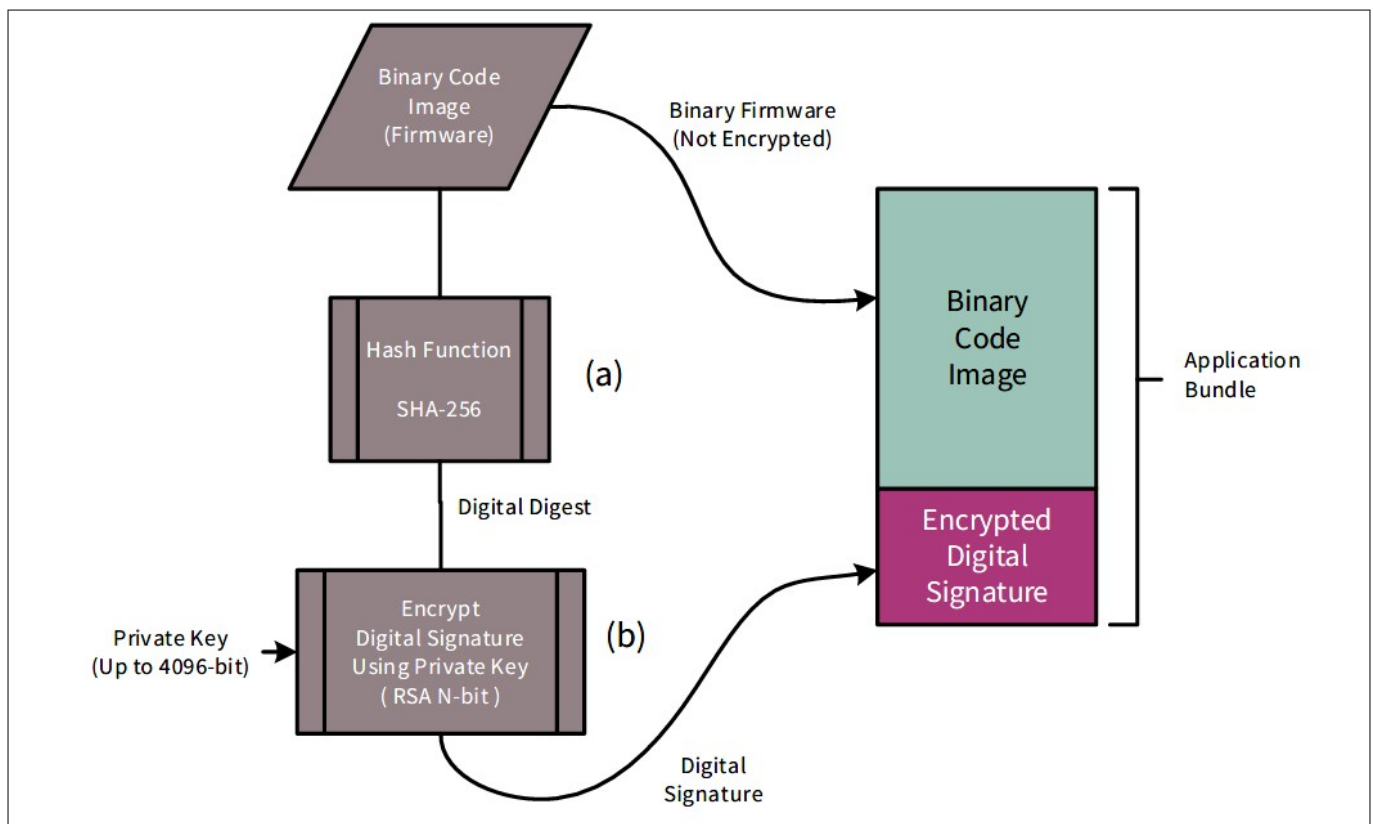 Binary Code
Image
(Firmware)
Binary Firmware
(Not Encrypted)
Hash Function
SHA-256
(a)
Digital Digest
Private Key
(Up to 4096-bit)
Encrypt
Digital Signature
Using Private Key
( RSA N-bit )
(b)
Digital
Signature
Binary
Code
Image
Encrypted
Digital
Signature
Application
Bundle